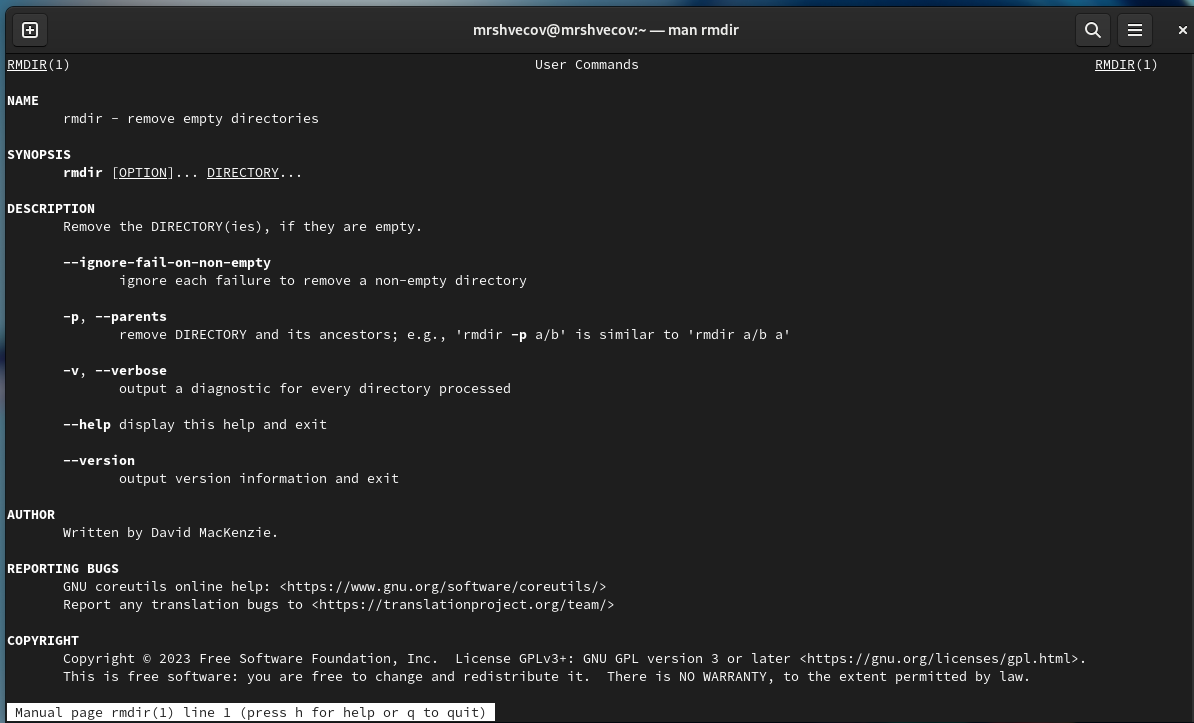 mrshvecov@mrshvecov:~ — man rmdir
RMDIR(1) User Commands RMDIR(1)
NAME
rmdir - remove empty directories
SYNOPSIS
rmdir [OPTION]... DIRECTORY...
DESCRIPTION
Remove the DIRECTORY(ies), if they are empty.
--ignore-fail-on-non-empty
ignore each failure to remove a non-empty directory
-p, --parents
remove DIRECTORY and its ancestors; e.g., 'rmdir -p a/b' is similar to 'rmdir a/b a'
-v, --verbose
output a diagnostic for every directory processed
--help display this help and exit
--version
output version information and exit
AUTHOR
Written by David MacKenzie.
REPORTING BUGS
GNU coreutils online help: <https://www.gnu.org/software/coreutils/>
Report any translation bugs to <https://translationproject.org/team/>
COPYRIGHT
Copyright © 2023 Free Software Foundation, Inc.  License GPLv3+: GNU GPL version 3 or later <https://gnu.org/licenses/gpl.html>.
This is free software: you are free to change and redistribute it.  There is NO WARRANTY, to the extent permitted by law.
Manual page rmdir(1) line 1 (press h for help or q to quit)